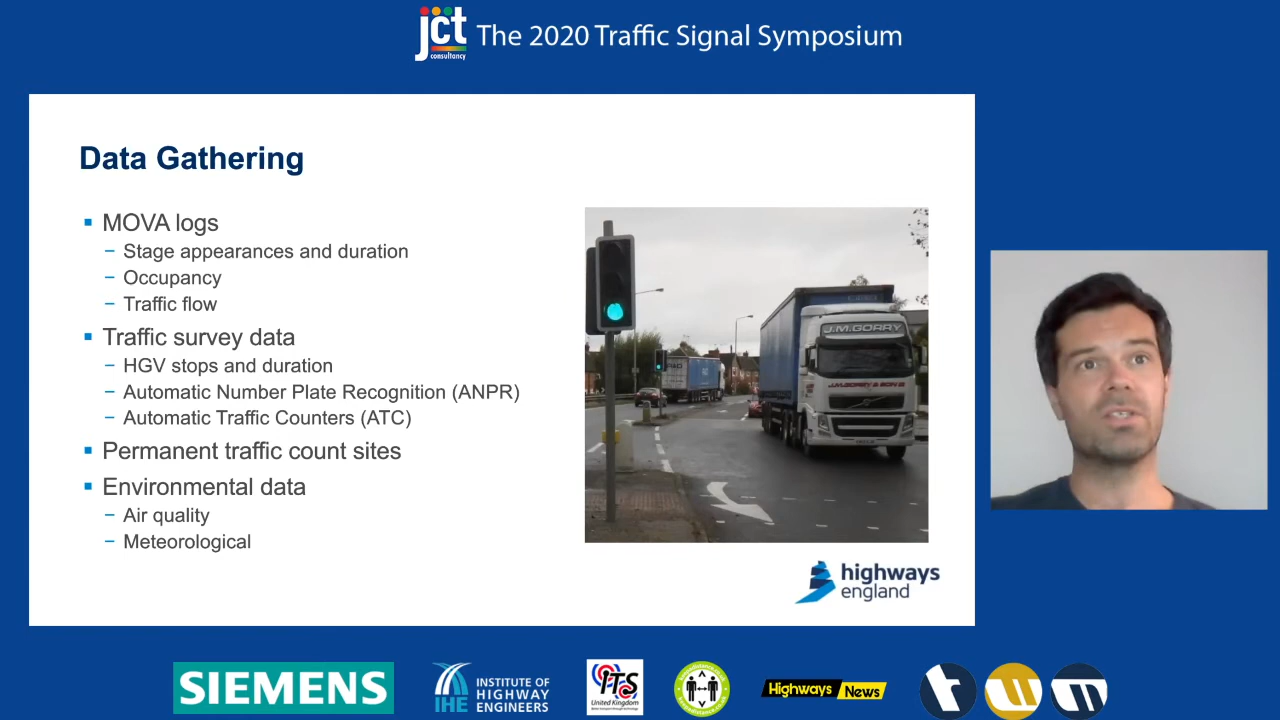 jct
consultancy
The 2020 Traffic Signal Symposium
Data Gathering
MOVA logs
Stage appearances and duration
Occupancy
Traffic flow
Traffic survey data
HGV stops and duration
Automatic Number Plate Recognition (ANPR)
Automatic Traffic Counters (ATC)
Permanent traffic count sites
Environmental data
Air quality
Meteorological
J.M.GORRY
J.M.GORRY & SON
highways
england
SIEMENS
IHE
INSTITUTE OF
HIGHWAY
ENGINEERS
ITS
United Kingdom
Highways News
t
w
m